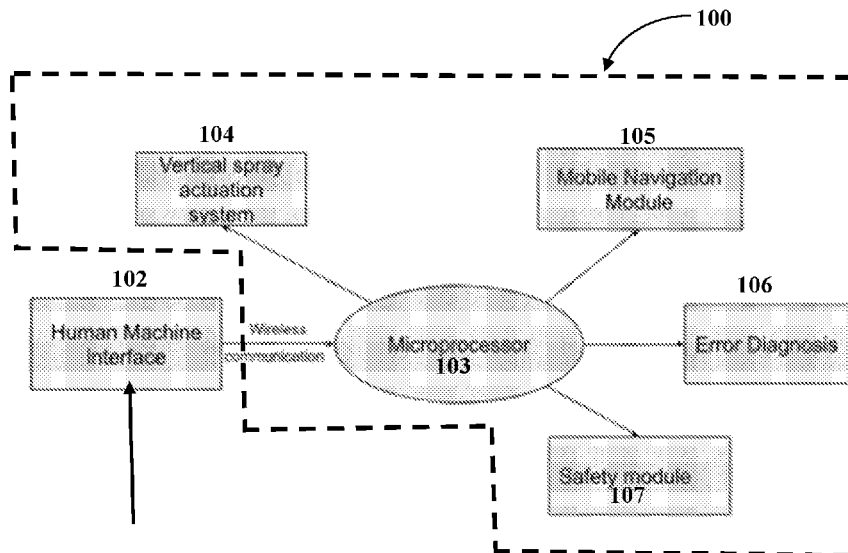 100
104
Vertical spray
actuation
system
105
Mobile Navigation
Module
102
Human Machine
Interface
Wireless
communication
Microprocessor
103
106
Error Diagnosis
Safety module
107